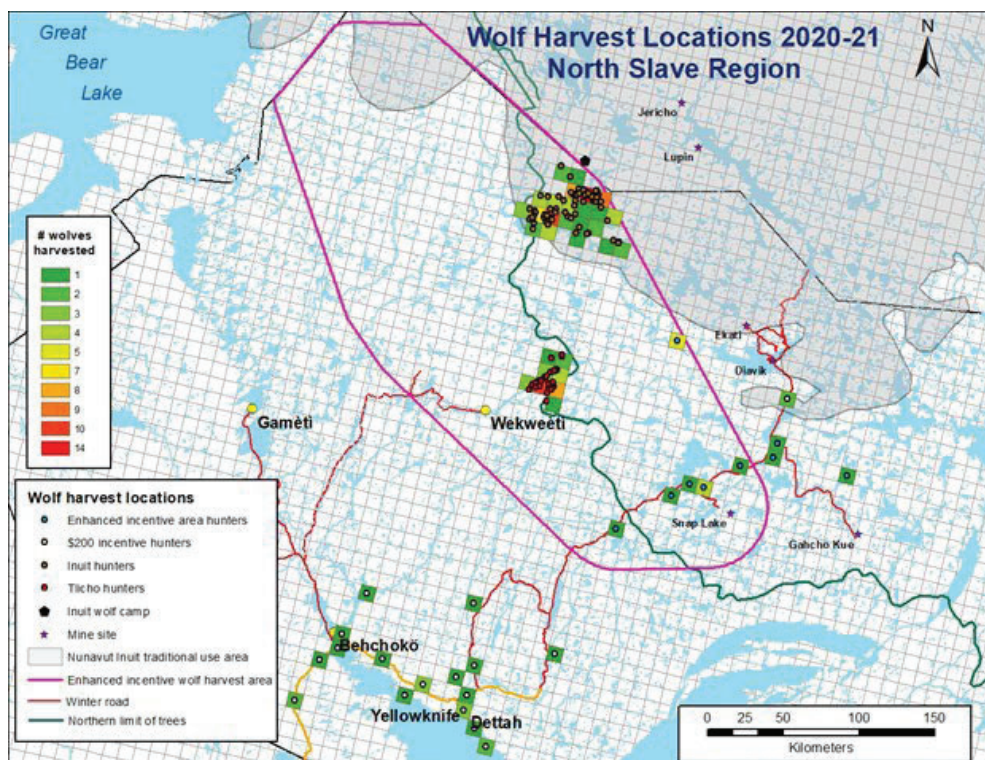 Great
Bear
Lake
Wolf Harvest Locations 2020-21
North Slave Region
N
Jericho
Lupin
# wolves
harvested
1
2
3
4
5
7
8
9
10
14
Ekati
Diavik
Gamètì
Wekweètì
Snap Lake
Gahcho Kue
Wolf harvest locations
Enhanced incentive area hunters
$200 incentive hunters
Inuit hunters
Tlicho hunters
Inuit wolf camp
Mine site
Nunavut Inuit traditional use area
Enhanced incentive wolf harvest area
Winter road
Northern limit of trees
Behchokö
Yellowknife
Dettah
0 25 50 100 150
Kilometers